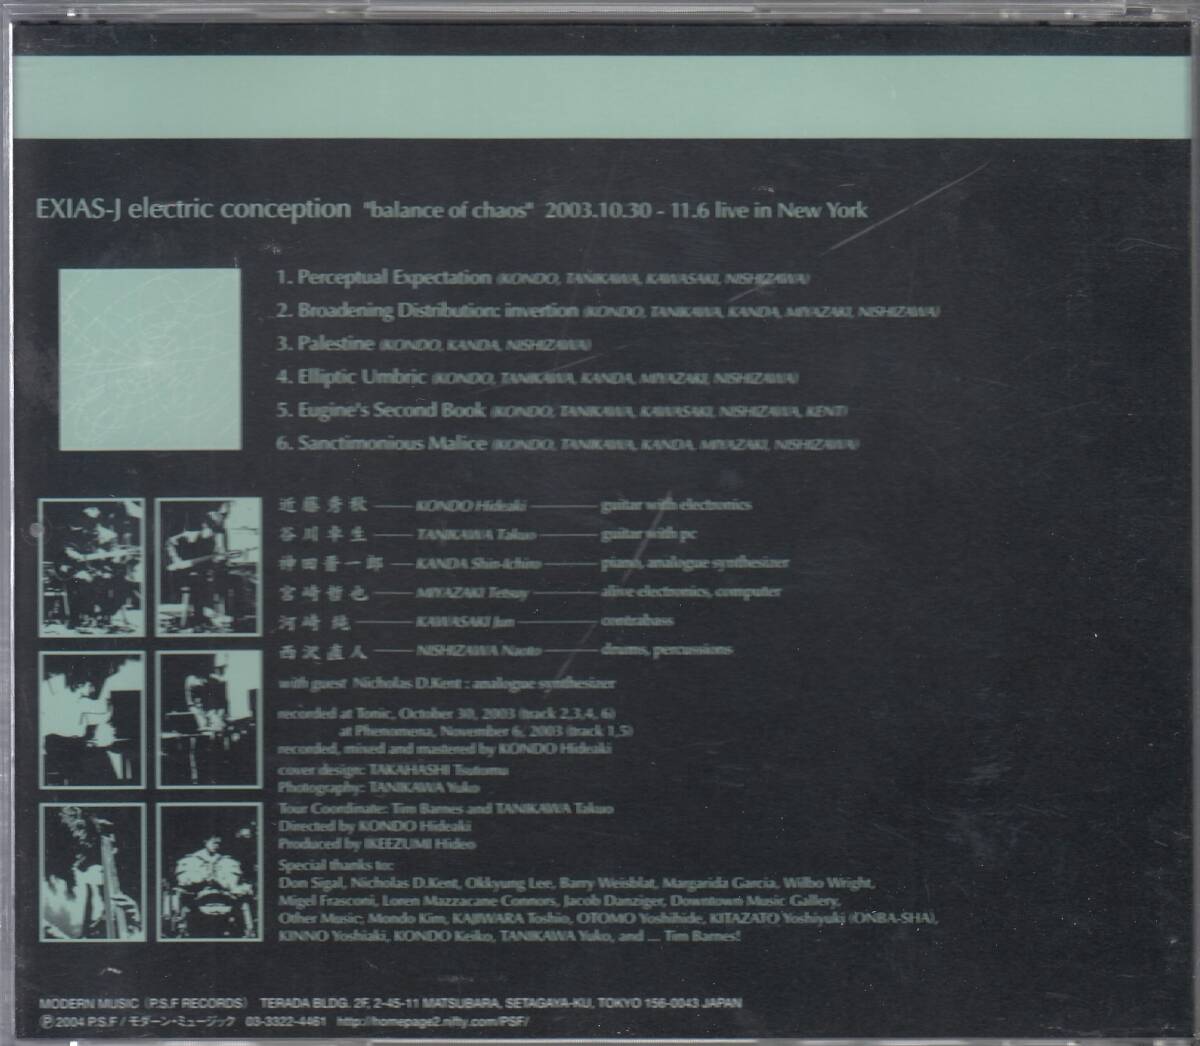 EXIAS-J electric conception "balance of chaos" 2003.10.30 - 11.6 live in New York
1. Perceptual Expectation (KONDO, TANIKAWA, KAWASAKI, NISHIZAWA)
2. Broadening Distribution: invertion (KONDO, TANIKAWA, KANDA, MIYAZAKI, NISHIZAWA)
3. Palestine (KONDO, KANDA, NISHIZAWA)
4. Elliptic Umbric (KONDO, TANIKAWA, KANDA, MIYAZAKI, NISHIZAWA)
5. Eugine's Second Book (KONDO, TANIKAWA, KAWASAKI, NISHIZAWA, KENT)
6. Sanctimonious Malice (KONDO, TANIKAWA, KANDA, MIYAZAKI, NISHIZAWA)
近藤秀秋 —— KONDO Hideaki —— guitar with electronics
谷川卓生 —— TANIKAWA Takuo —— guitar with pc
神田晋一郎 — KANDA Shin-Ichiro —— piano, analogue synthesizer
宮崎哲也 —— MIYAZAKI Tetsuy —— alive electronics, computer
河崎純 —— KAWASAKI Jun —— contrabass
西沢直人 —— NISHIZAWA Naoto —— drums, percussions
with guest Nicholas D.Kent : analogue synthesizer
recorded at Tonic, October 30, 2003 (track 2,3,4, 6)
at Phenomena, November 6, 2003 (track 1,5)
recorded, mixed and mastered by KONDO Hideaki
cover design: TAKAHASHI Tsutomu
Photography: TANIKAWA Yuko
Tour Coordinate: Tim Barnes and TANIKAWA Takuo
Directed by KONDO Hideaki
Produced by IKEEZUMI Hideo
Special thanks to:
Don Sigal, Nicholas D.Kent, Okkyung Lee, Barry Weisblat, Margarida Garcia, Wilbo Wright,
Migel Frasconi, Loren Mazzacane Connors, Jacob Danziger, Downtown Music Gallery,
Other Music, Mondo Kim, KAJIWARA Toshio, OTOMO Yoshihide, KITAZATO Yoshiyuki (ONBA-SHA),
KINNO Yoshiaki, KONDO Keiko, TANIKAWA Yuko, and ... Tim Barnes!
MODERN MUSIC (P.S.F RECORDS) TERADA BLDG. 2F, 2-45-11 MATSUBARA, SETAGAYA-KU, TOKYO 156-0043 JAPAN
Ⓟ 2004 P.S.F / モダーン・ミュージック 03-3322-4461 http://homepage2.nifty.com/PSF/